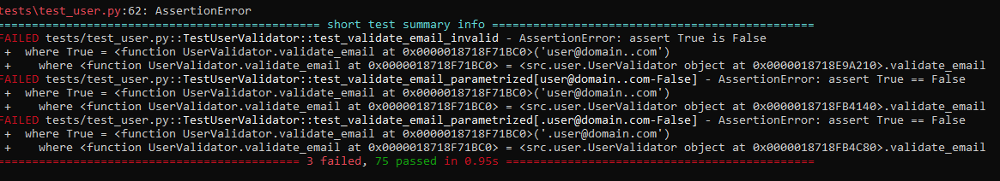 tests\test_user.py:62: AssertionError
================================================ short test summary info =================================================
FAILED tests/test_user.py::TestUserValidator::test_validate_email_invalid - AssertionError: assert True is False
 +  where True = <function UserValidator.validate_email at 0x0000018718F71BC0>('user@domain..com')
 +    where <function UserValidator.validate_email at 0x0000018718F71BC0> = <src.user.UserValidator object at 0x0000018718E9A210>.validate_email
FAILED tests/test_user.py::TestUserValidator::test_validate_email_parametrized[user@domain..com-False] - AssertionError: assert True == False
 +  where True = <function UserValidator.validate_email at 0x0000018718F71BC0>('user@domain..com')
 +    where <function UserValidator.validate_email at 0x0000018718F71BC0> = <src.user.UserValidator object at 0x0000018718FB4140>.validate_email
FAILED tests/test_user.py::TestUserValidator::test_validate_email_parametrized[.user@domain.com-False] - AssertionError: assert True == False
 +  where True = <function UserValidator.validate_email at 0x0000018718F71BC0>('.user@domain.com')
 +    where <function UserValidator.validate_email at 0x0000018718F71BC0> = <src.user.UserValidator object at 0x0000018718FB4C80>.validate_email
============================================= 3 failed, 75 passed in 0.95s ==============================================